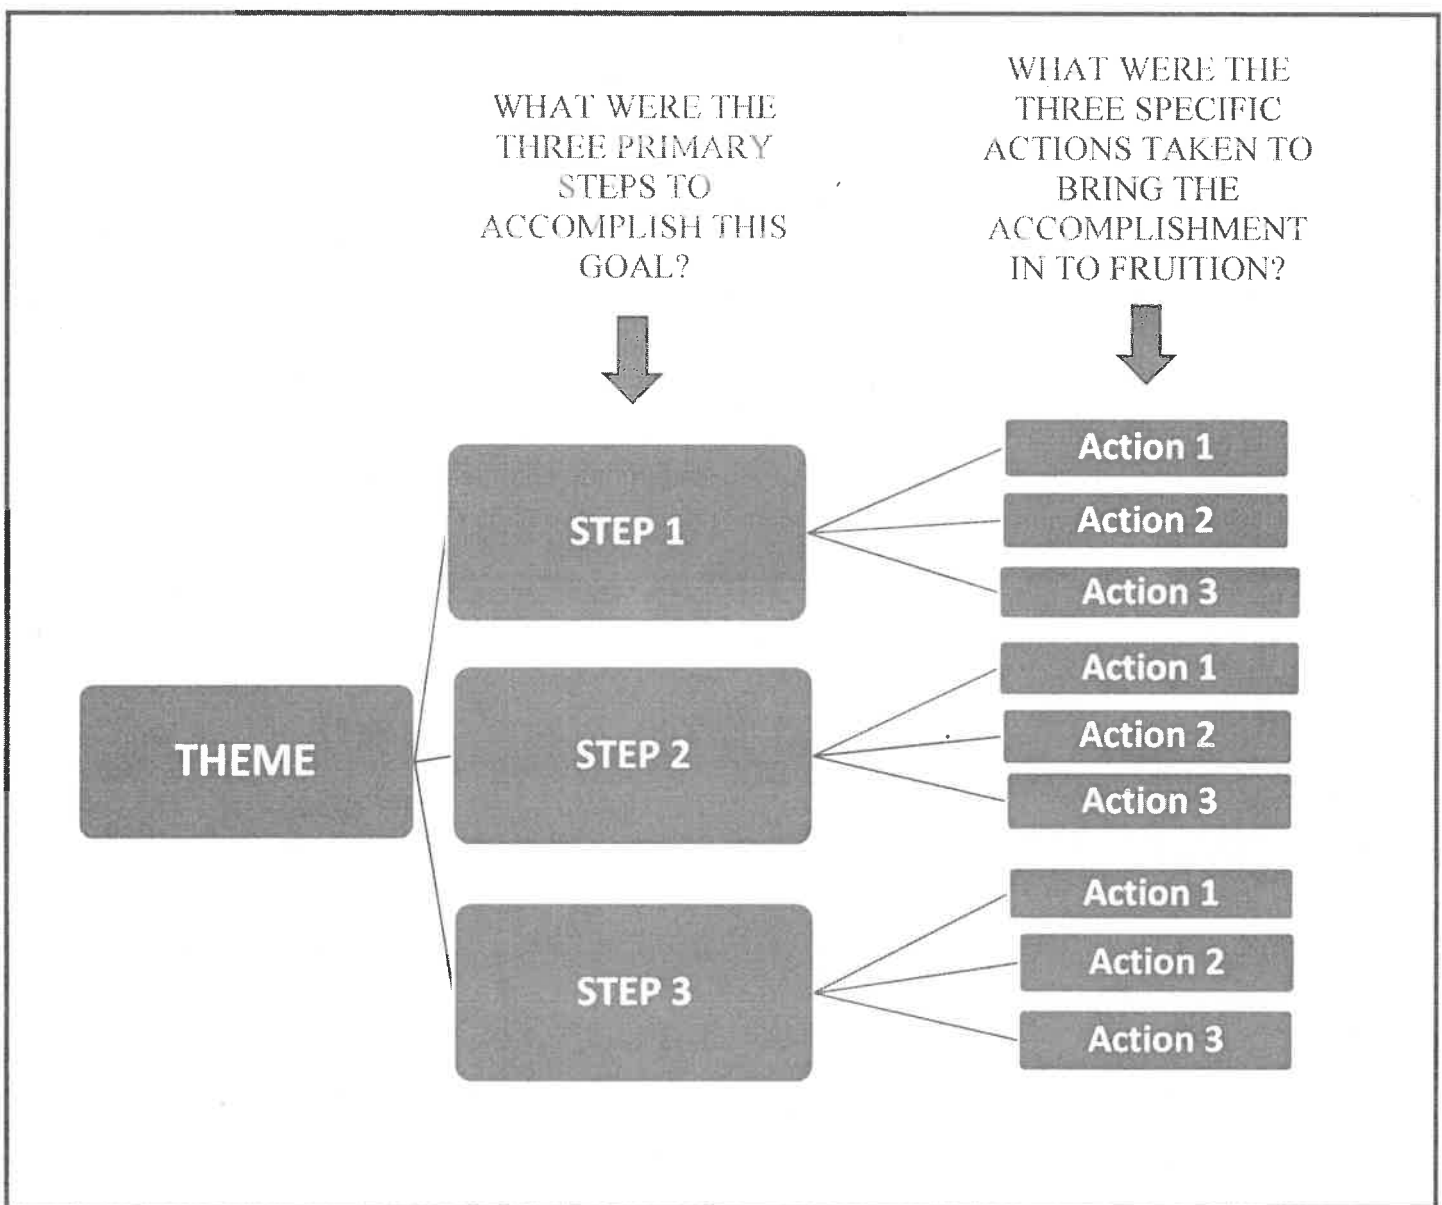 WHAT WERE THE
THREE PRIMARY
STEPS TO
ACCOMPLISH THIS
GOAL?
WHAT WERE THE
THREE SPECIFIC
ACTIONS TAKEN TO
BRING THE
ACCOMPLISHMENT
IN TO FRUITION?
THEME
STEP 1
Action 1
Action 2
Action 3
STEP 2
Action 1
Action 2
Action 3
STEP 3
Action 1
Action 2
Action 3